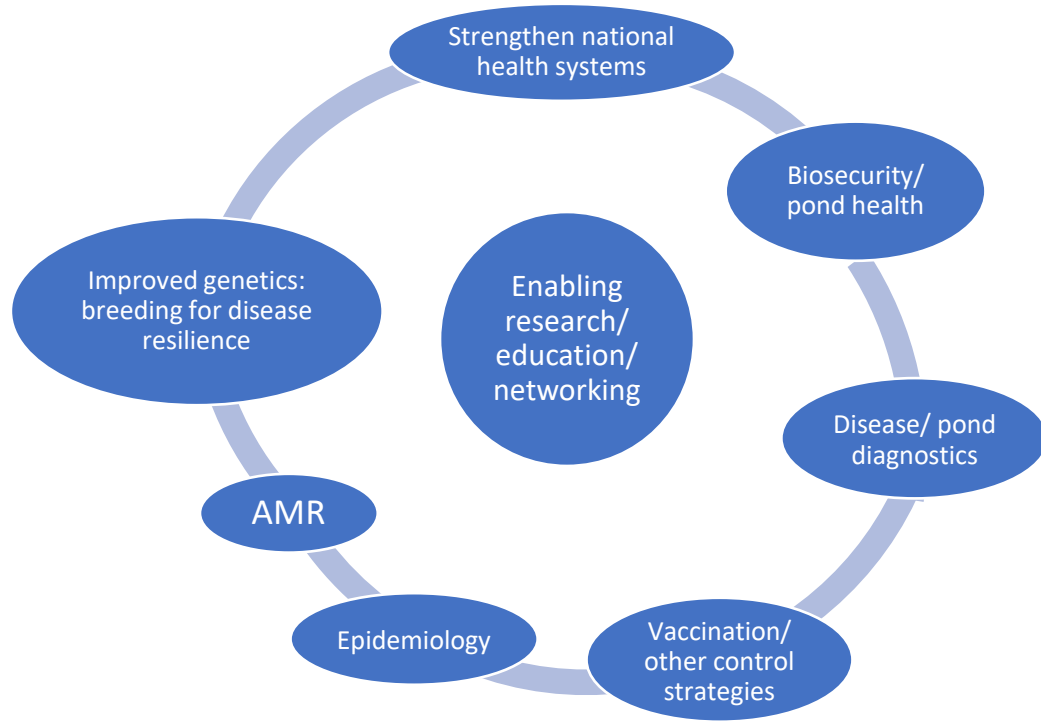 Strengthen national
health systems
Biosecurity/
pond health
Disease/ pond
diagnostics
Vaccination/
other control
strategies
Epidemiology
AMR
Improved genetics:
breeding for disease
resilience
Enabling
research/
education/
networking